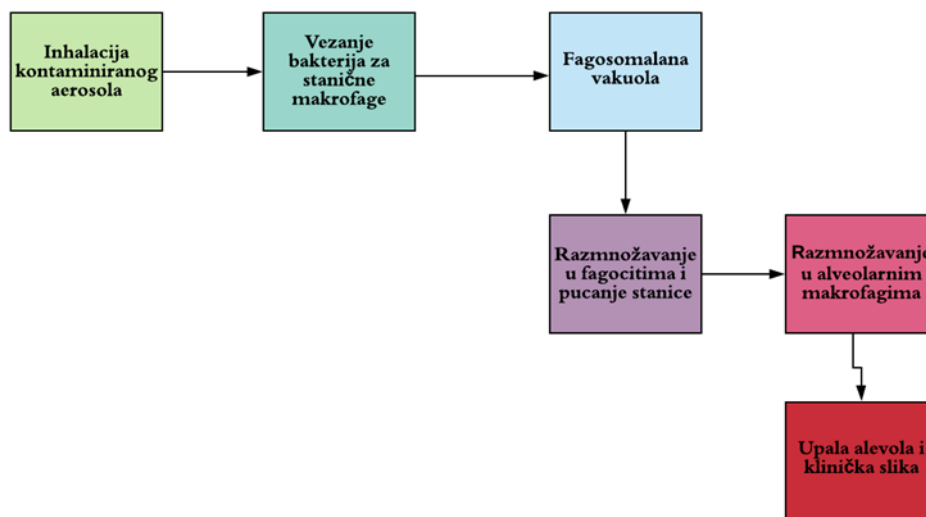 Inhalacija
kontaminiranog
aerosola
Vezanje
bakterija za
stanične
makrofage
Fagosomalana
vakuola
Razmnožavanje
u fagocitima i
pucanje stanice
Razmnožavanje
u alveolarnim
makrofagima
Upala alevola i
klinička slika